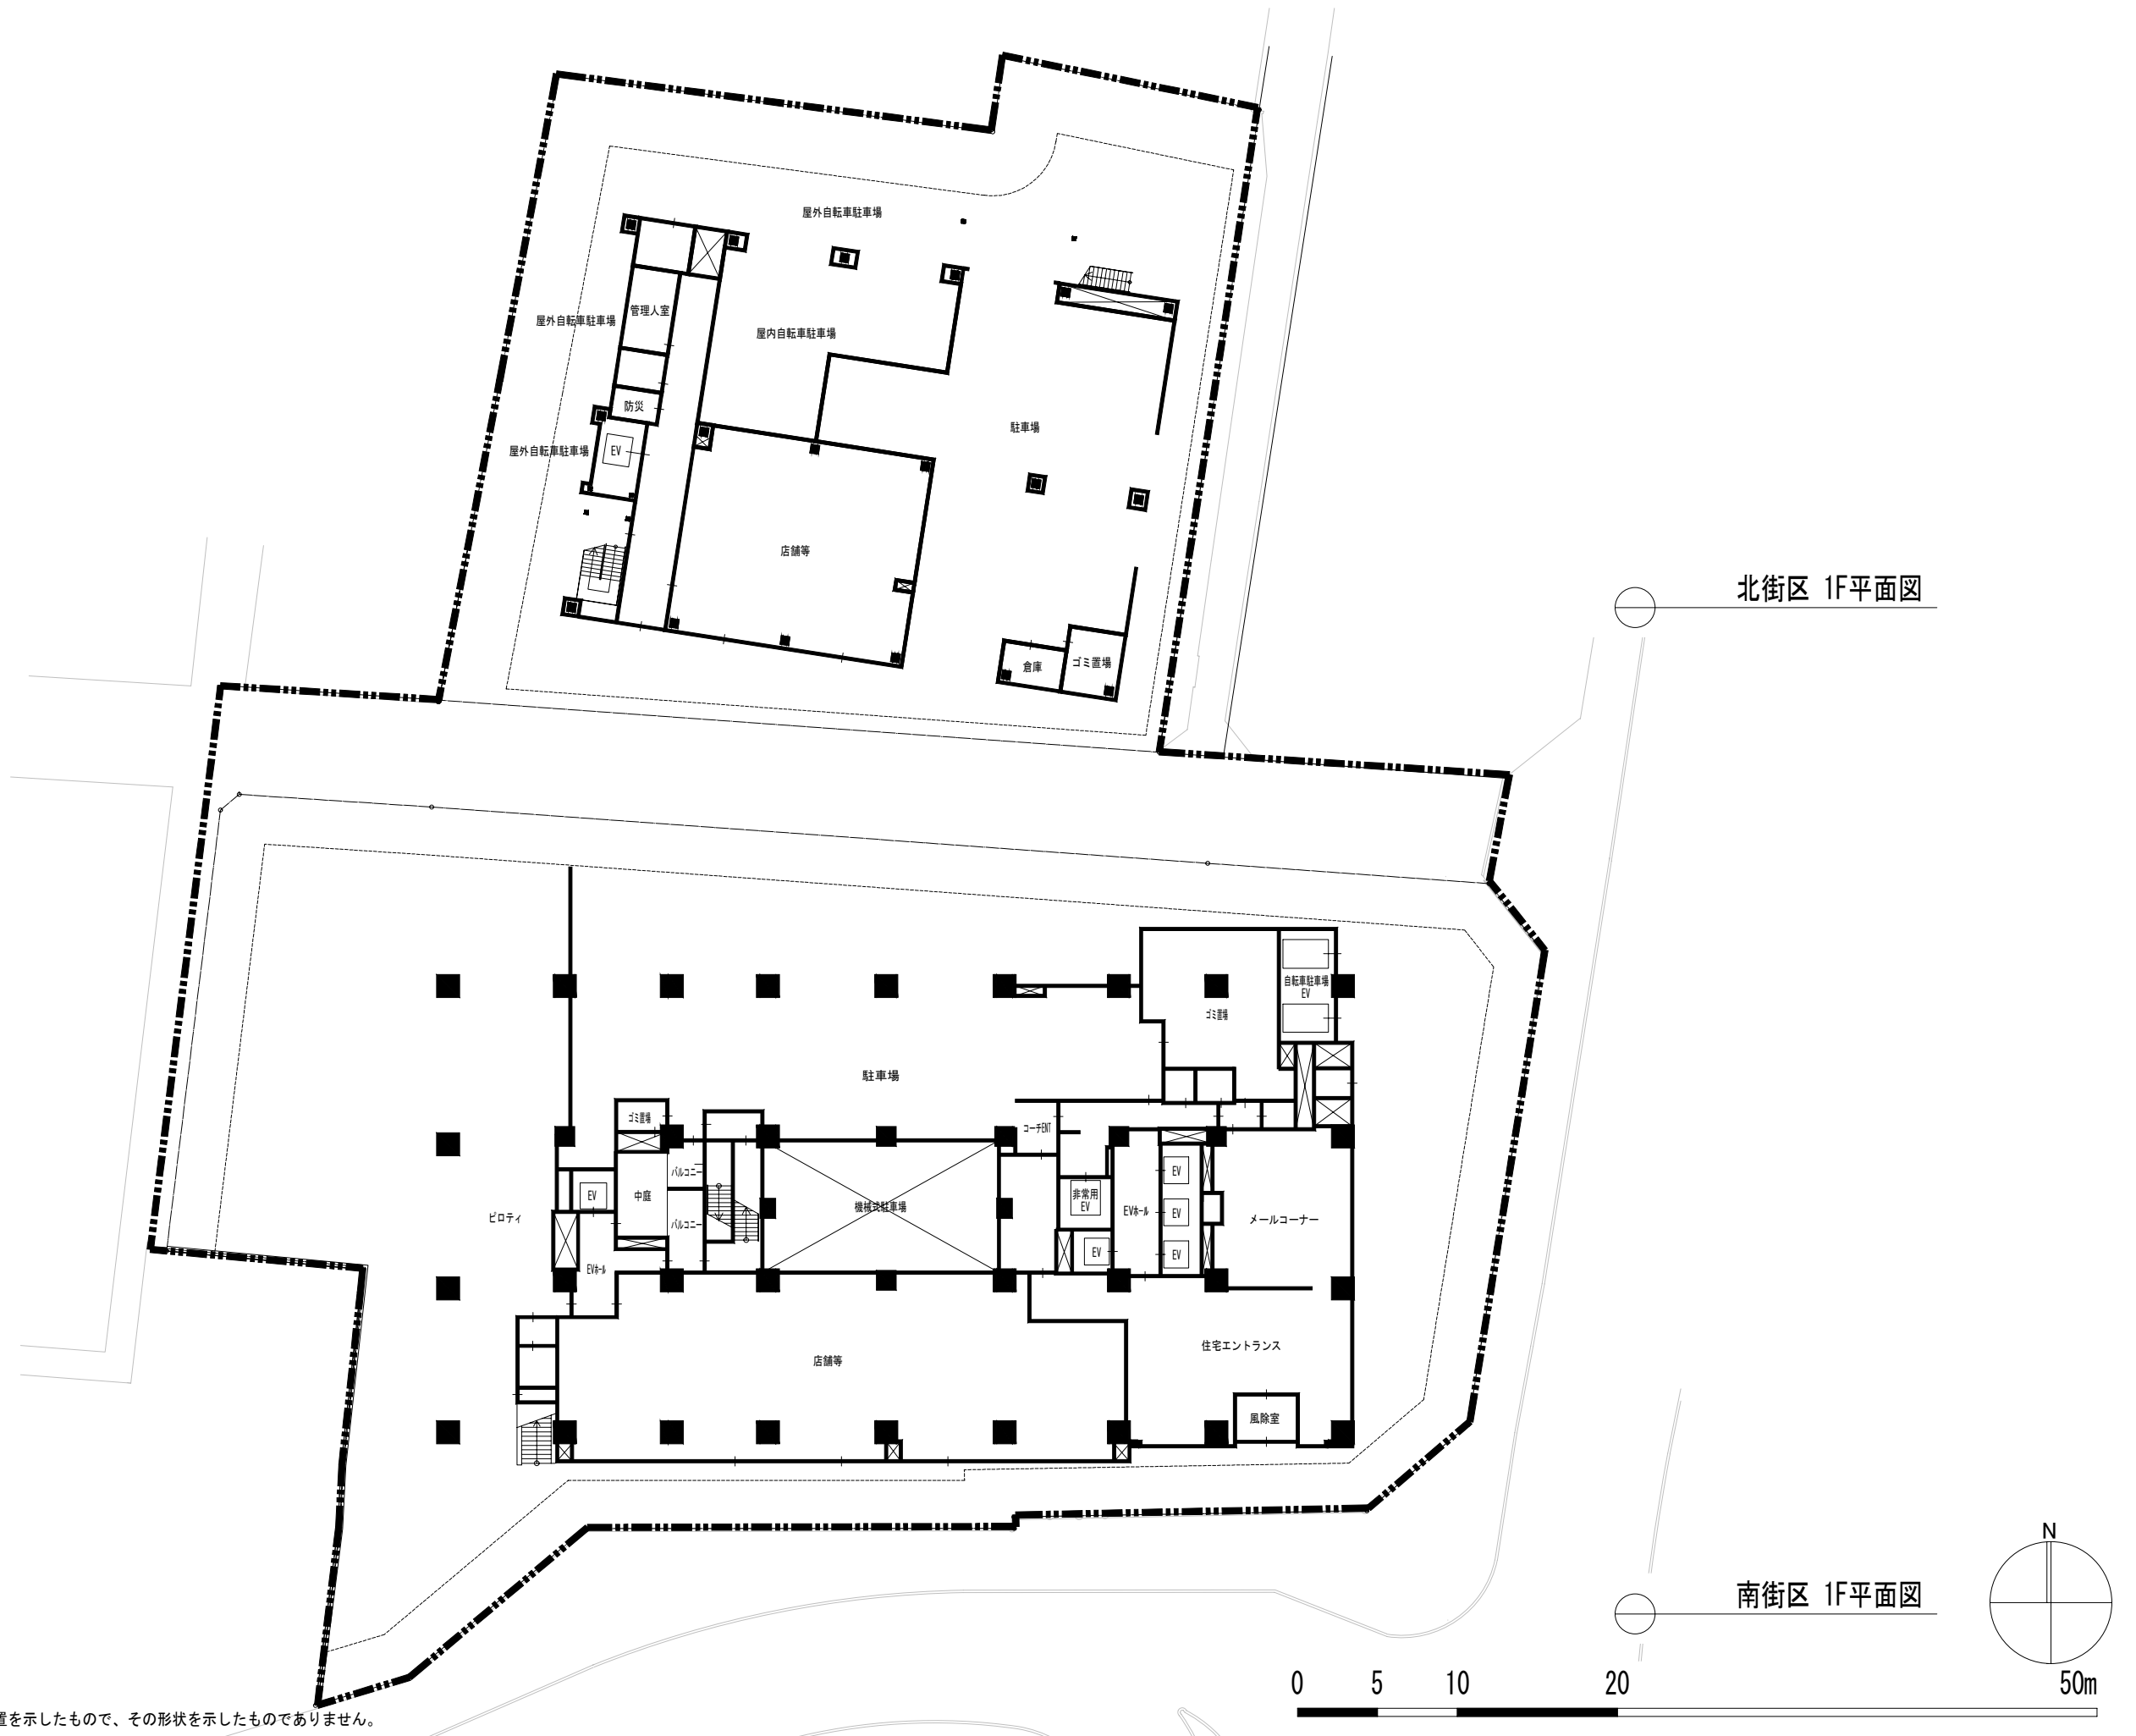 屋外自転車駐車場
管理人室
屋外自転車駐車場
屋内自転車駐車場
防災
駐車場
屋外自転車駐車場
EV
店舗等
倉庫
ゴミ置場
北街区 1F平面図
自転車駐車場
EV
ゴミ置場
駐車場
ゴミ置場
コーチENT
バルコニー
EV
中庭
EV
非常用
EV
機械式駐車場
EVホール
EV
ピロティ
バルコニー
メールコーナー
EV
EV
EVホール
住宅エントランス
店舗等
風除室
N
南街区 1F平面図
0 5 10 20 50m
置を示したもので、その形状を示したものでありません。